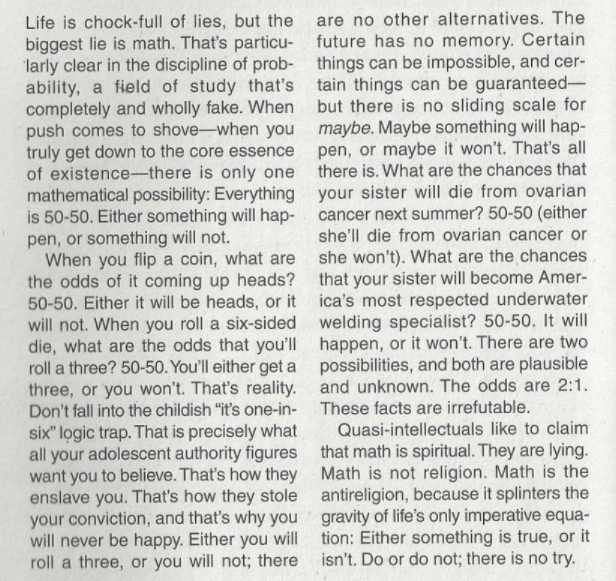 Life is chock-full of lies, but the
biggest lie is math. That's particu-
larly clear in the discipline of prob-
ability, a field of study that's
completely and wholly fake. When
push comes to shove—when you
truly get down to the core essence
of existence—there is only one
mathematical possibility: Everything
is 50-50. Either something will hap-
pen, or something will not.
When you flip a coin, what are
the odds of it coming up heads?
50-50. Either it will be heads, or it
will not. When you roll a six-sided
die, what are the odds that you'll
roll a three? 50-50. You'll either get a
three, or you won't. That's reality.
Don't fall into the childish "it's one-in-
six" logic trap. That is precisely what
all your adolescent authority figures
want you to believe. That's how they
enslave you. That's how they stole
your conviction, and that's why you
will never be happy. Either you will
roll a three, or you will not; there
are no other alternatives. The
future has no memory. Certain
things can be impossible, and cer-
tain things can be guaranteed—
but there is no sliding scale for
maybe. Maybe something will hap-
pen, or maybe it won't. That's all
there is. What are the chances that
your sister will die from ovarian
cancer next summer? 50-50 (either
she'll die from ovarian cancer or
she won't). What are the chances
that your sister will become Amer-
ica's most respected underwater
welding specialist? 50-50. It will
happen, or it won't. There are two
possibilities, and both are plausible
and unknown. The odds are 2:1.
These facts are irrefutable.
Quasi-intellectuals like to claim
that math is spiritual. They are lying.
Math is not religion. Math is the
antireligion, because it splinters the
gravity of life's only imperative equa-
tion: Either something is true, or it
isn't. Do or do not; there is no try.